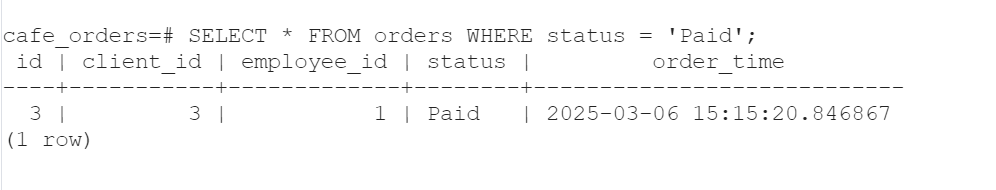 cafe_orders=# SELECT * FROM orders WHERE status = 'Paid';
 id | client_id | employee_id | status |         order_time
----+-----------+-------------+--------+----------------------------
  3 |         3 |           1 | Paid   | 2025-03-06 15:15:20.846867
(1 row)